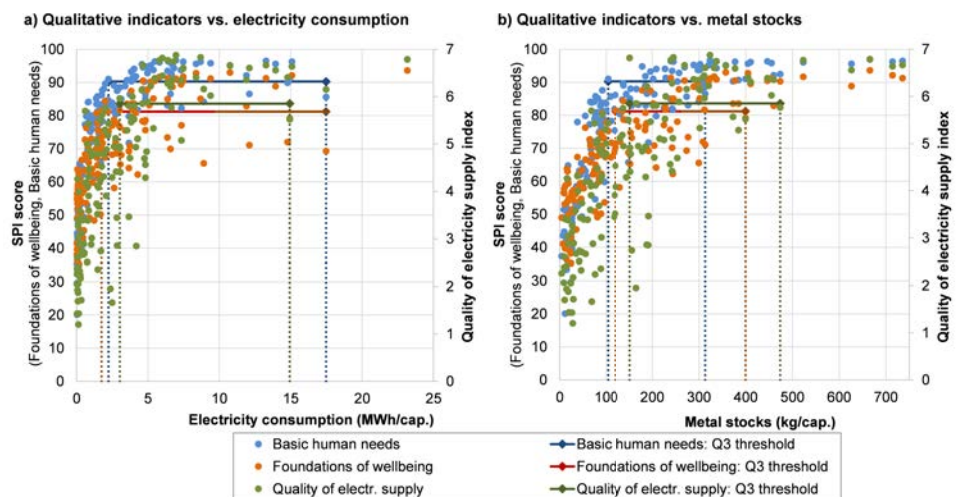 a) Qualitative indicators vs. electricity consumption
b) Qualitative indicators vs. metal stocks
SPI score
(Foundations of wellbeing, Basic human needs)
100
90
80
70
60
50
40
30
20
10
0
7
6
5
4
3
2
1
0
Quality of electricity supply index
0 5 10 15 20 25
Electricity consumption (MWh/cap.)
SPI score
(Foundations of wellbeing, Basic human needs)
100
90
80
70
60
50
40
30
20
10
0
7
6
5
4
3
2
1
0
Quality of electricity supply index
0 100 200 300 400 500 600 700
Metal stocks (kg/cap.)
Basic human needs
Basic human needs: Q3 threshold
Foundations of wellbeing
Foundations of wellbeing: Q3 threshold
Quality of electr. supply
Quality of electr. supply: Q3 threshold